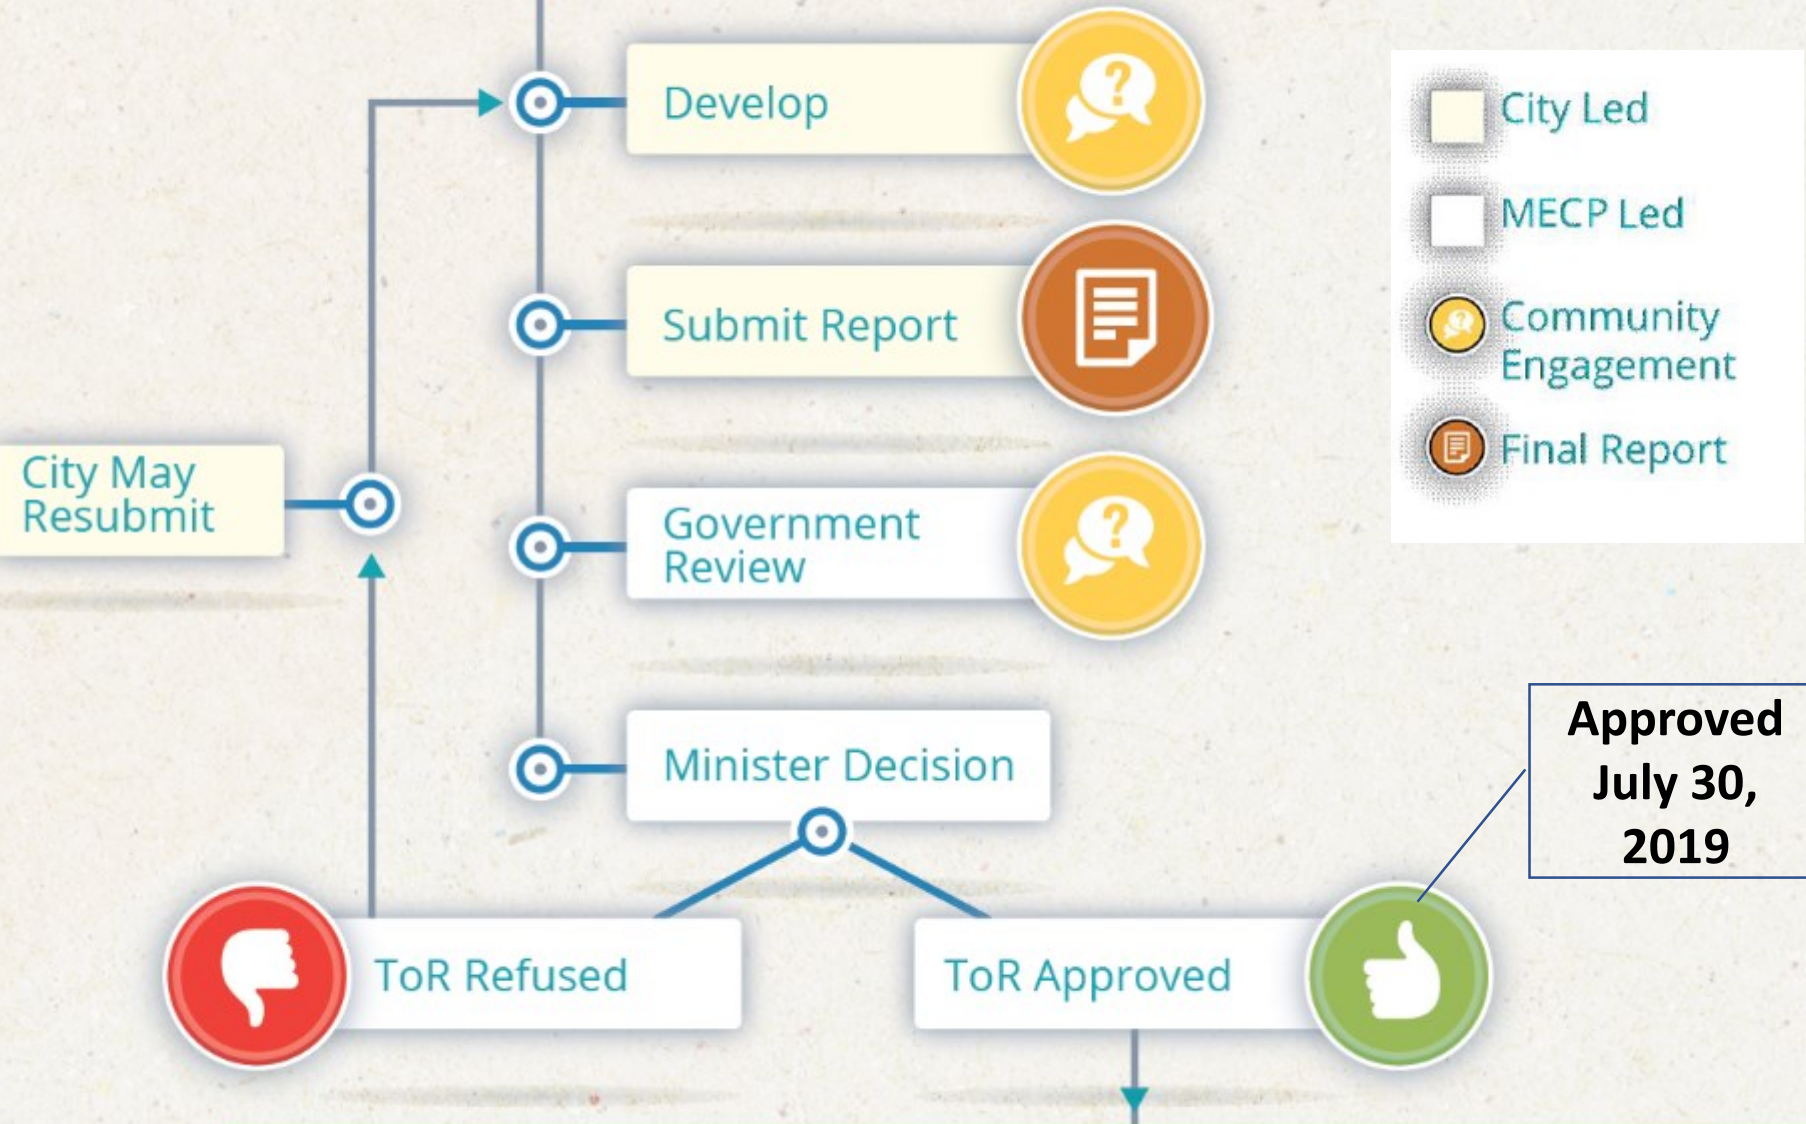 Develop
Submit Report
City May
Resubmit
Government
Review
Minister Decision
ToR Refused
ToR Approved
City Led
MECP Led
Community
Engagement
Final Report
Approved
July 30,
2019